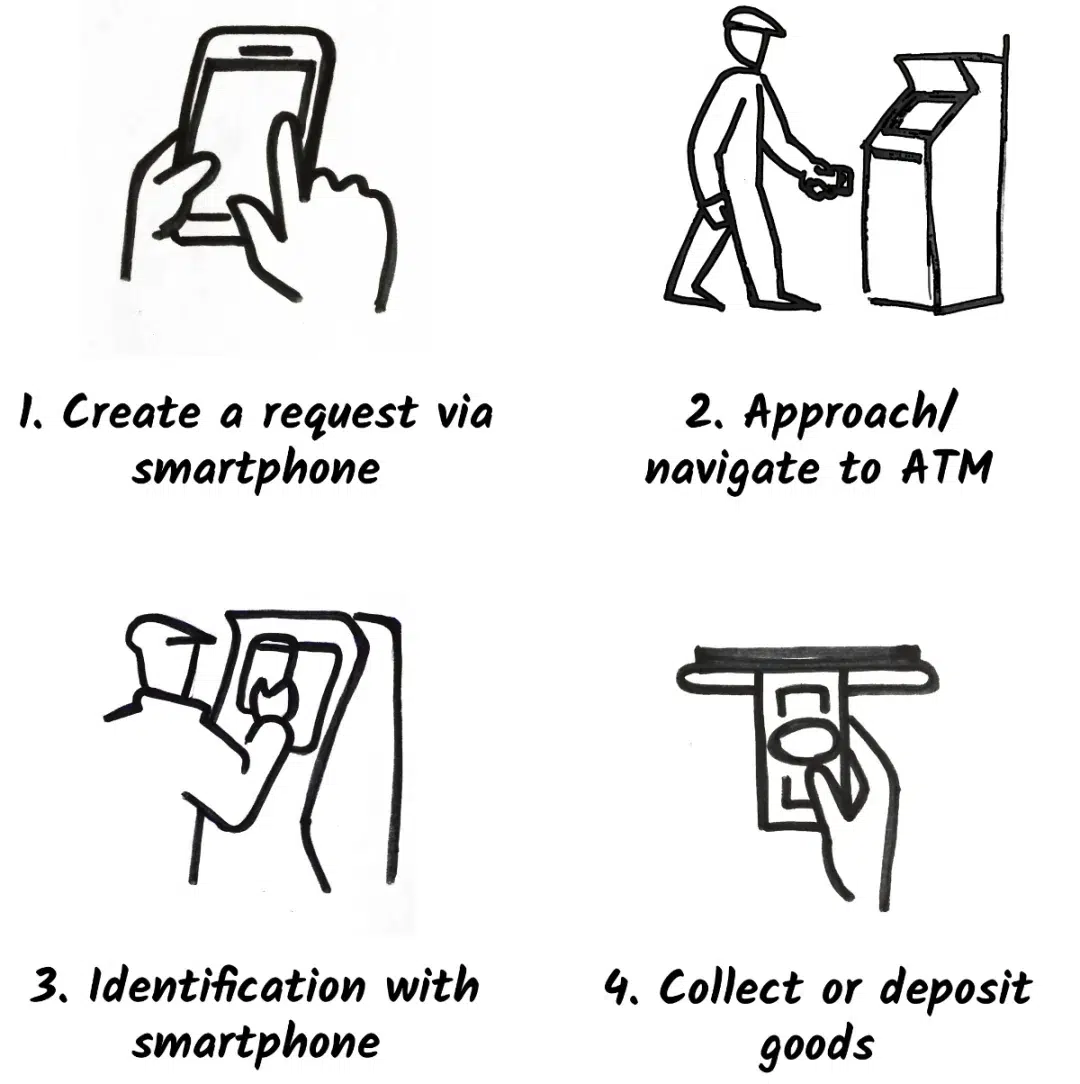 1. Create a request via
smartphone
2. Approach/
navigate to ATM
3. Identification with
smartphone
4. Collect or deposit
goods